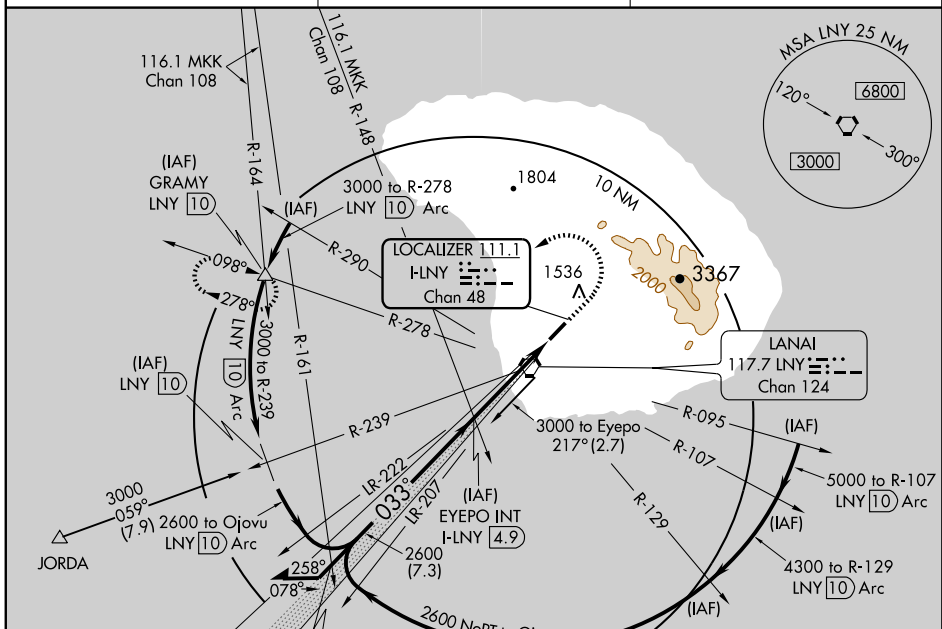 116.1 MKK
Chan 108
116.1 MKK
Chan 108
R-148
R-164
MSA LNY 25 NM
120°
6800
3000
300°
(IAF)
GRAMY
LNY 10
(IAF)
3000 to R-278
LNY 10 Arc
1804
10 NM
R-290
LOCALIZER 111.1
I-LNY
Chan 48
1536
2000
3367
098°
278°
R-278
LNY 10 Arc
3000 to R-239
R-161
LANAI
117.7 LNY
Chan 124
(IAF)
LNY 10
R-239
3000 to Eyepo
217° (2.7)
R-095
(IAF)
R-107
5000 to R-107
LNY 10 Arc
LR-222
033°
LR-207
(IAF)
EYEPO INT
I-LNY 4.9
R-129
(IAF)
3000
059°
(7.9)
JORDA
2600 to Ojovu
LNY 10 Arc
2600
(7.3)
258°
078°
4300 to R-129
LNY 10 Arc
(IAF)
2600 NoPT to